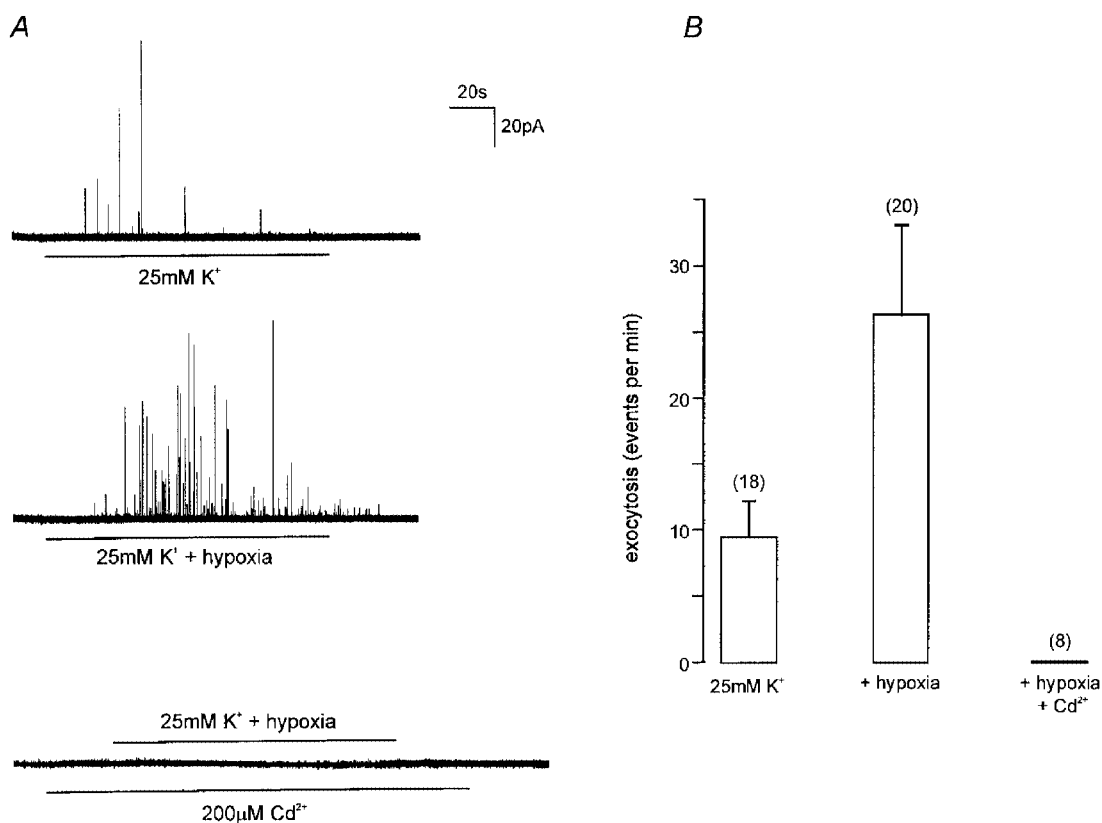 A
20s
20pA
25mM K⁺
25mM K⁺ + hypoxia
25mM K⁺ + hypoxia
200µM Cd²⁺
B
exocytosis (events per min)
30
20
10
0
(18)
(20)
(8)
25mM K⁺
+ hypoxia
+ hypoxia
+ Cd²⁺